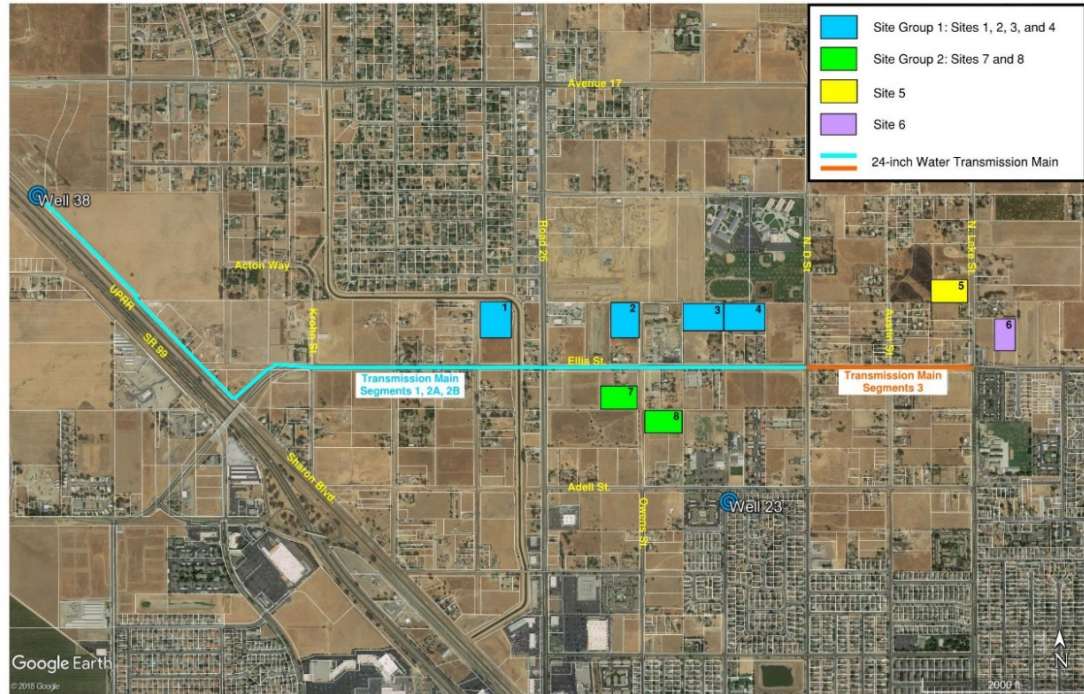 Site Group 1: Sites 1, 2, 3, and 4
Site Group 2: Sites 7 and 8
Site 5
Site 6
24-inch Water Transmission Main
Avenue 17
Well 38
Road 26
N. D St.
N. Lake St.
Acton Way
UPRR
SR 99
Krohn St.
Austin St.
1
2
3
4
5
6
Ellis St.
Transmission Main
Segments 1, 2A, 2B
Transmission Main
Segments 3
7
8
Sharon Blvd.
Adell St.
Owens St.
Well 23
Google Earth
© 2018 Google
N
2000 ft